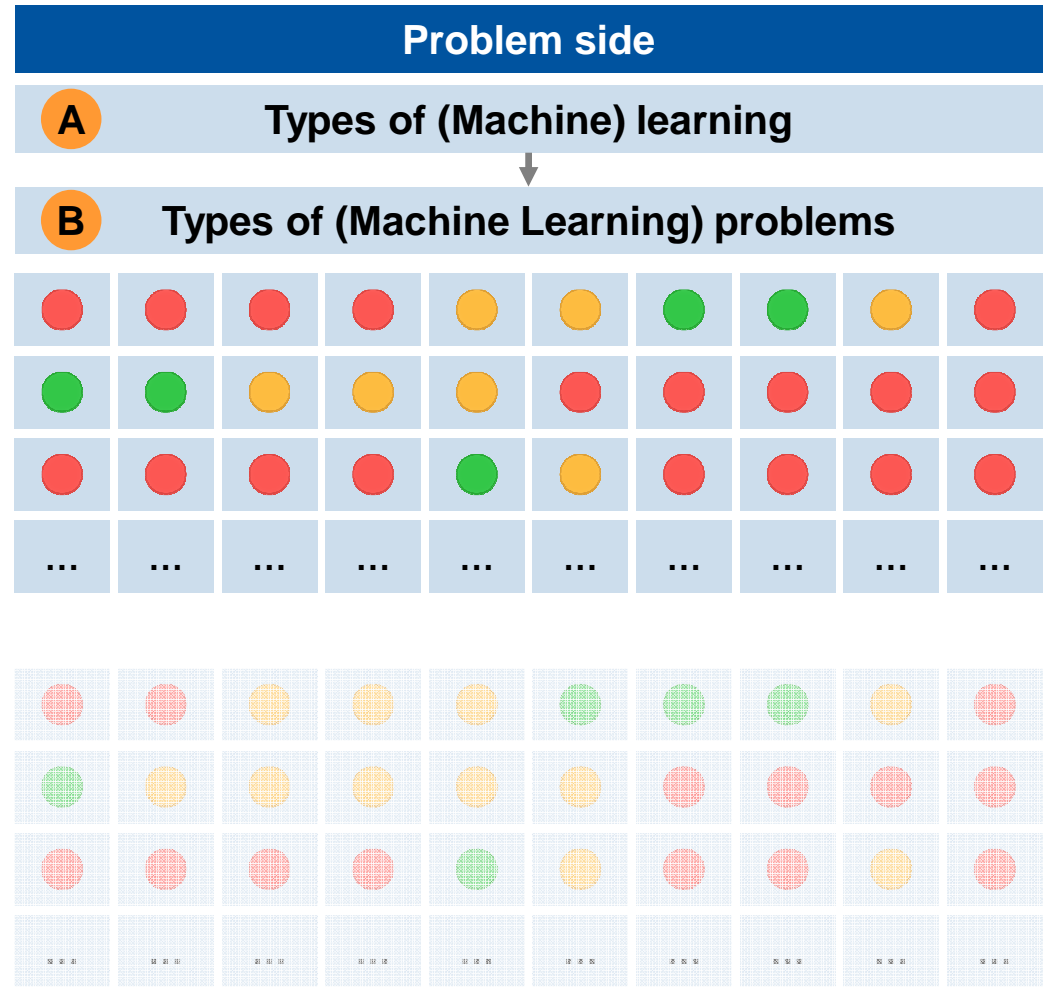 Problem side
A Types of (Machine) learning
B Types of (Machine Learning) problems
... ... ... ... ... ... ... ... ... ...
... ... ... ... ... ... ... ... ... ...